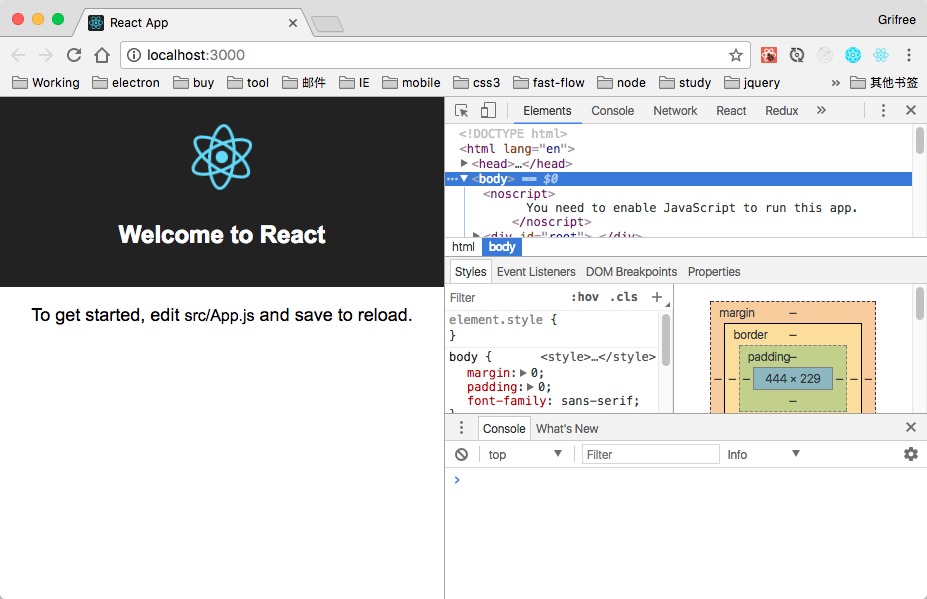 React App
Grifree
localhost:3000
Working electron buy tool 邮件 IE mobile css3 fast-flow node study jquery » 其他书签
Welcome to React
To get started, edit src/App.js and save to reload.
Elements Console Network React Redux »
<!DOCTYPE html>
<html lang="en">
<head>…</head>
<body> == $0
<noscript>
You need to enable JavaScript to run this app.
</noscript>
<div id="root">…</div>
html body
Styles Event Listeners DOM Breakpoints Properties
Filter :hov .cls +
element.style {
}
body { <style>…</style>
margin: 0;
padding: 0;
font-family: sans-serif;
}
margin –
border –
padding –
– – – 444 × 229 – – –
–
Console What's New
top Filter Info